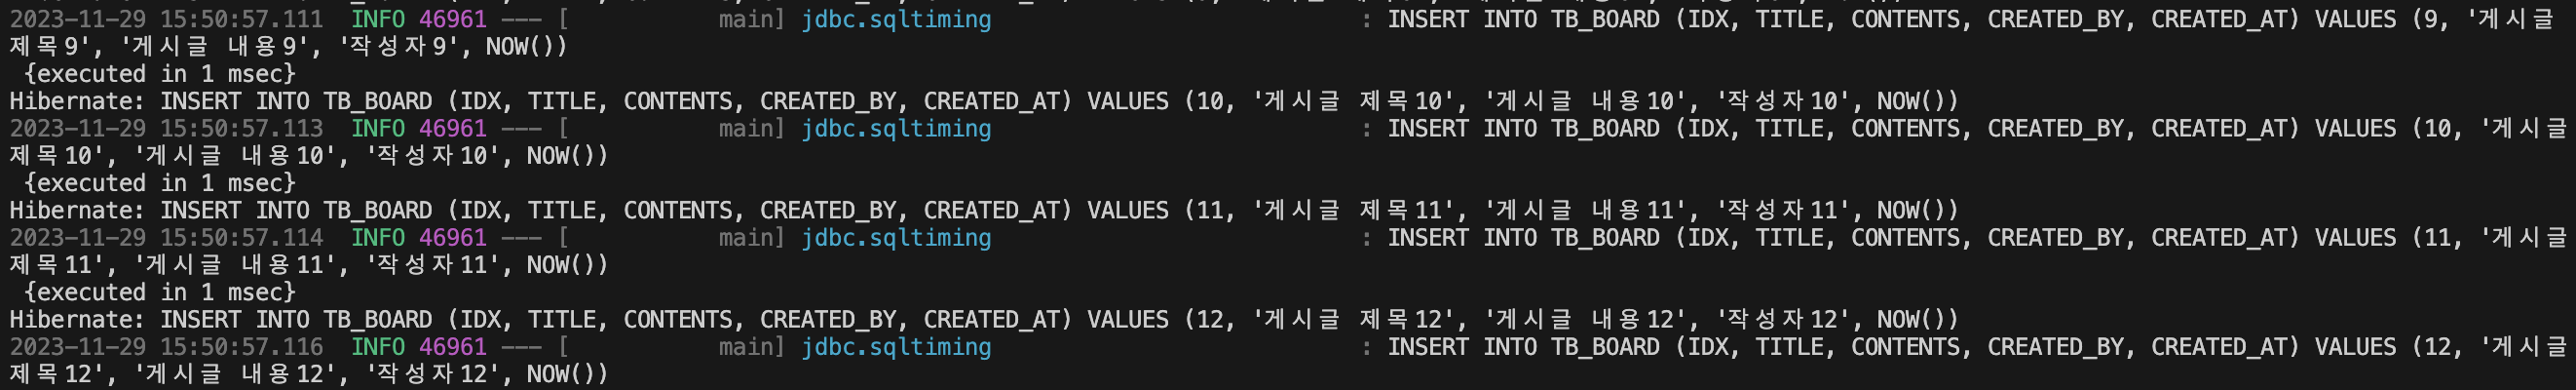 2023-11-29 15:50:57.111  INFO 46961 --- [           main] jdbc.sqltiming                           : INSERT INTO TB_BOARD (IDX, TITLE, CONTENTS, CREATED_BY, CREATED_AT) VALUES (9, '게시글
제목9', '게시글 내용9', '작성자9', NOW())
 {executed in 1 msec}
Hibernate: INSERT INTO TB_BOARD (IDX, TITLE, CONTENTS, CREATED_BY, CREATED_AT) VALUES (10, '게시글 제목10', '게시글 내용10', '작성자10', NOW())
2023-11-29 15:50:57.113  INFO 46961 --- [           main] jdbc.sqltiming                           : INSERT INTO TB_BOARD (IDX, TITLE, CONTENTS, CREATED_BY, CREATED_AT) VALUES (10, '게시글
제목10', '게시글 내용10', '작성자10', NOW())
 {executed in 1 msec}
Hibernate: INSERT INTO TB_BOARD (IDX, TITLE, CONTENTS, CREATED_BY, CREATED_AT) VALUES (11, '게시글 제목11', '게시글 내용11', '작성자11', NOW())
2023-11-29 15:50:57.114  INFO 46961 --- [           main] jdbc.sqltiming                           : INSERT INTO TB_BOARD (IDX, TITLE, CONTENTS, CREATED_BY, CREATED_AT) VALUES (11, '게시글
제목11', '게시글 내용11', '작성자11', NOW())
 {executed in 1 msec}
Hibernate: INSERT INTO TB_BOARD (IDX, TITLE, CONTENTS, CREATED_BY, CREATED_AT) VALUES (12, '게시글 제목12', '게시글 내용12', '작성자12', NOW())
2023-11-29 15:50:57.116  INFO 46961 --- [           main] jdbc.sqltiming                           : INSERT INTO TB_BOARD (IDX, TITLE, CONTENTS, CREATED_BY, CREATED_AT) VALUES (12, '게시글
제목12', '게시글 내용12', '작성자12', NOW())